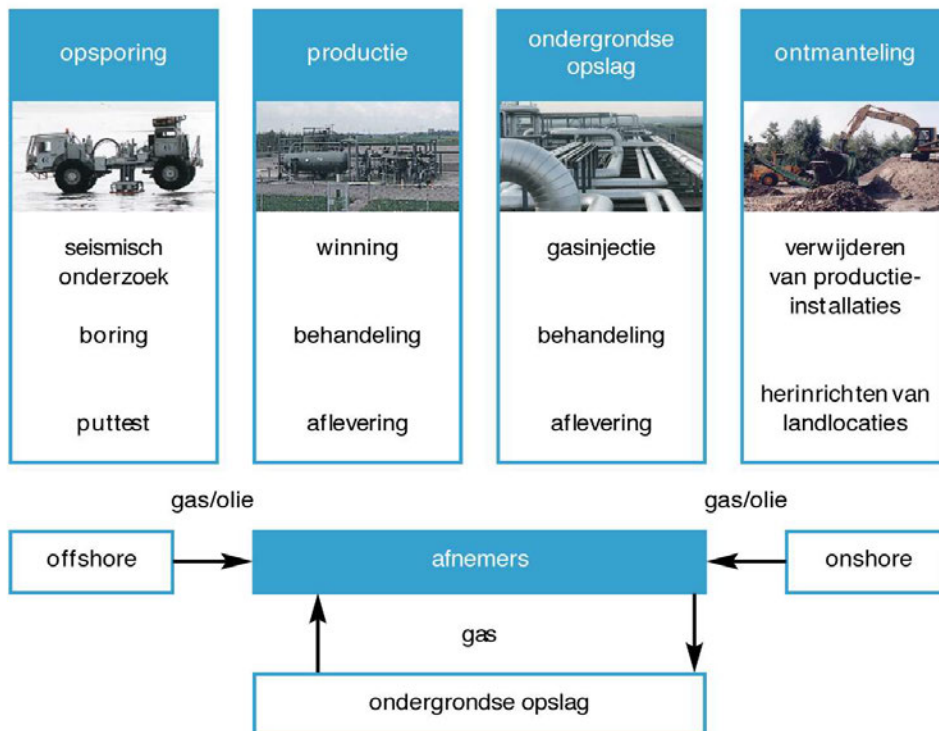 opsporing
seismisch
onderzoek
boring
puttest
productie
winning
behandeling
aflevering
ondergrondse
opslag
gasinjectie
behandeling
aflevering
ontmanteling
verwijderen
van productie-
installaties
herinrichten van
landlocaties
gas/olie
gas/olie
offshore
afnemers
onshore
gas
ondergrondse opslag